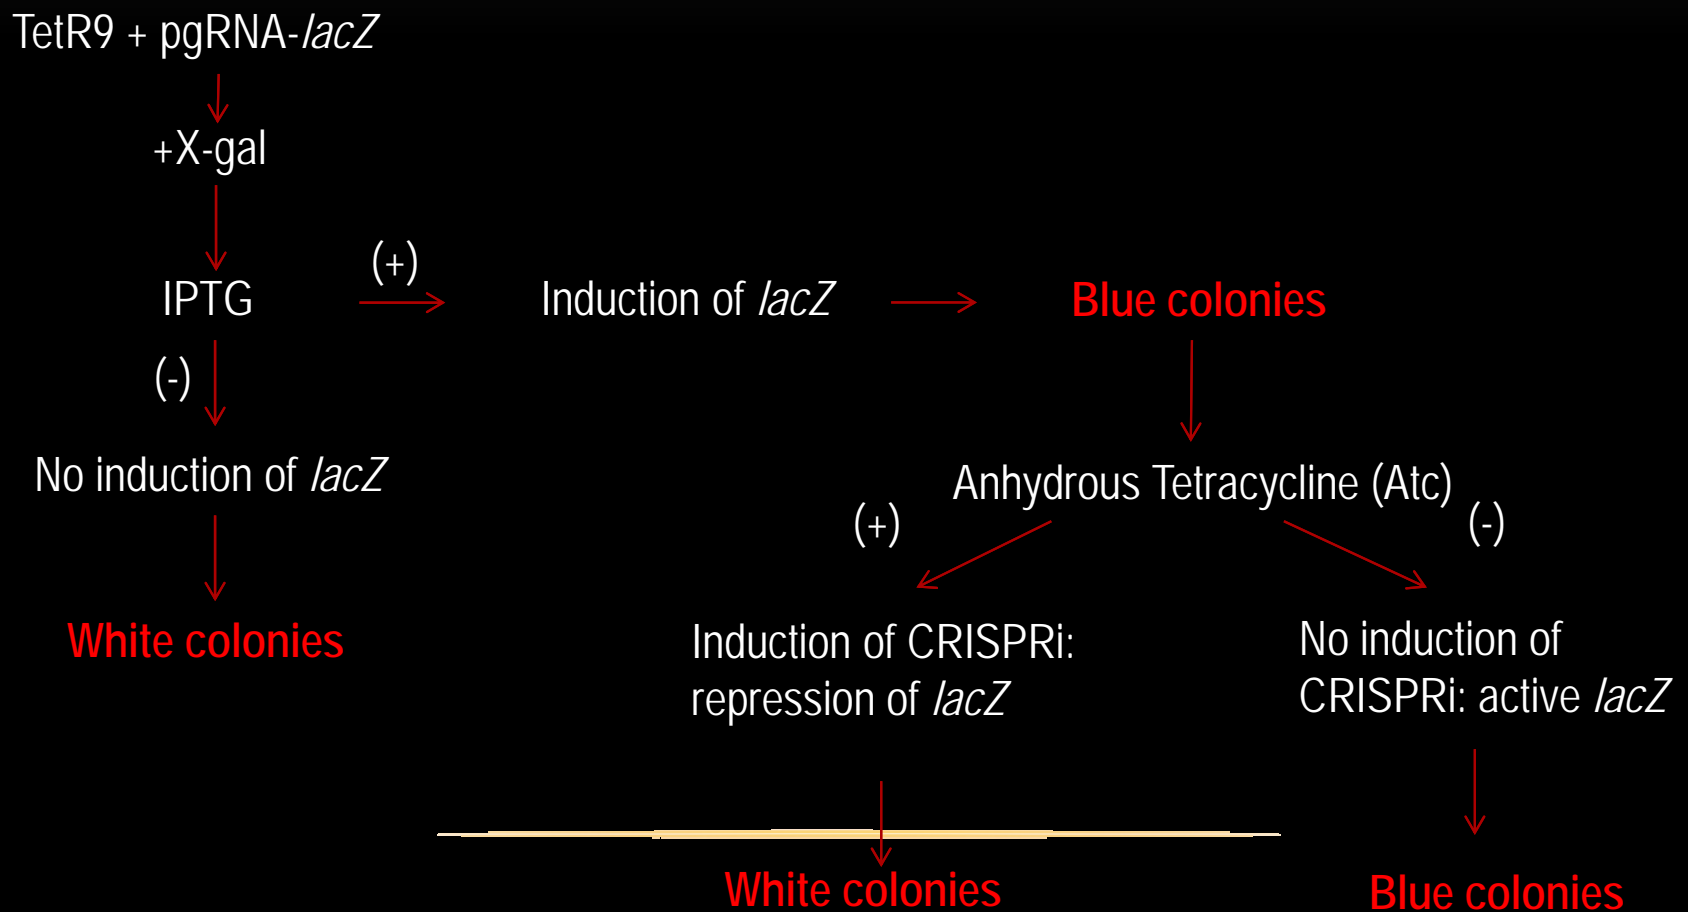 TetR9 + pgRNA-lacZ
+X-gal
(+)
IPTG
Induction of lacZ
Blue colonies
(-)
No induction of lacZ
Anhydrous Tetracycline (Atc)
(+)
(-)
White colonies
Induction of CRISPRi:
repression of lacZ
No induction of
CRISPRi: active lacZ
White colonies
Blue colonies